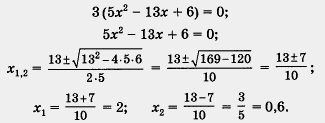 3(5x² − 13x + 6) = 0;
5x² − 13x + 6 = 0;
x₁,₂ = (13±√(13² − 4·5·6))/(2·5) = (13±√(169−120))/10 = (13±7)/10;
x₁ = (13+7)/10 = 2; x₂ = (13−7)/10 = 3/5 = 0,6.